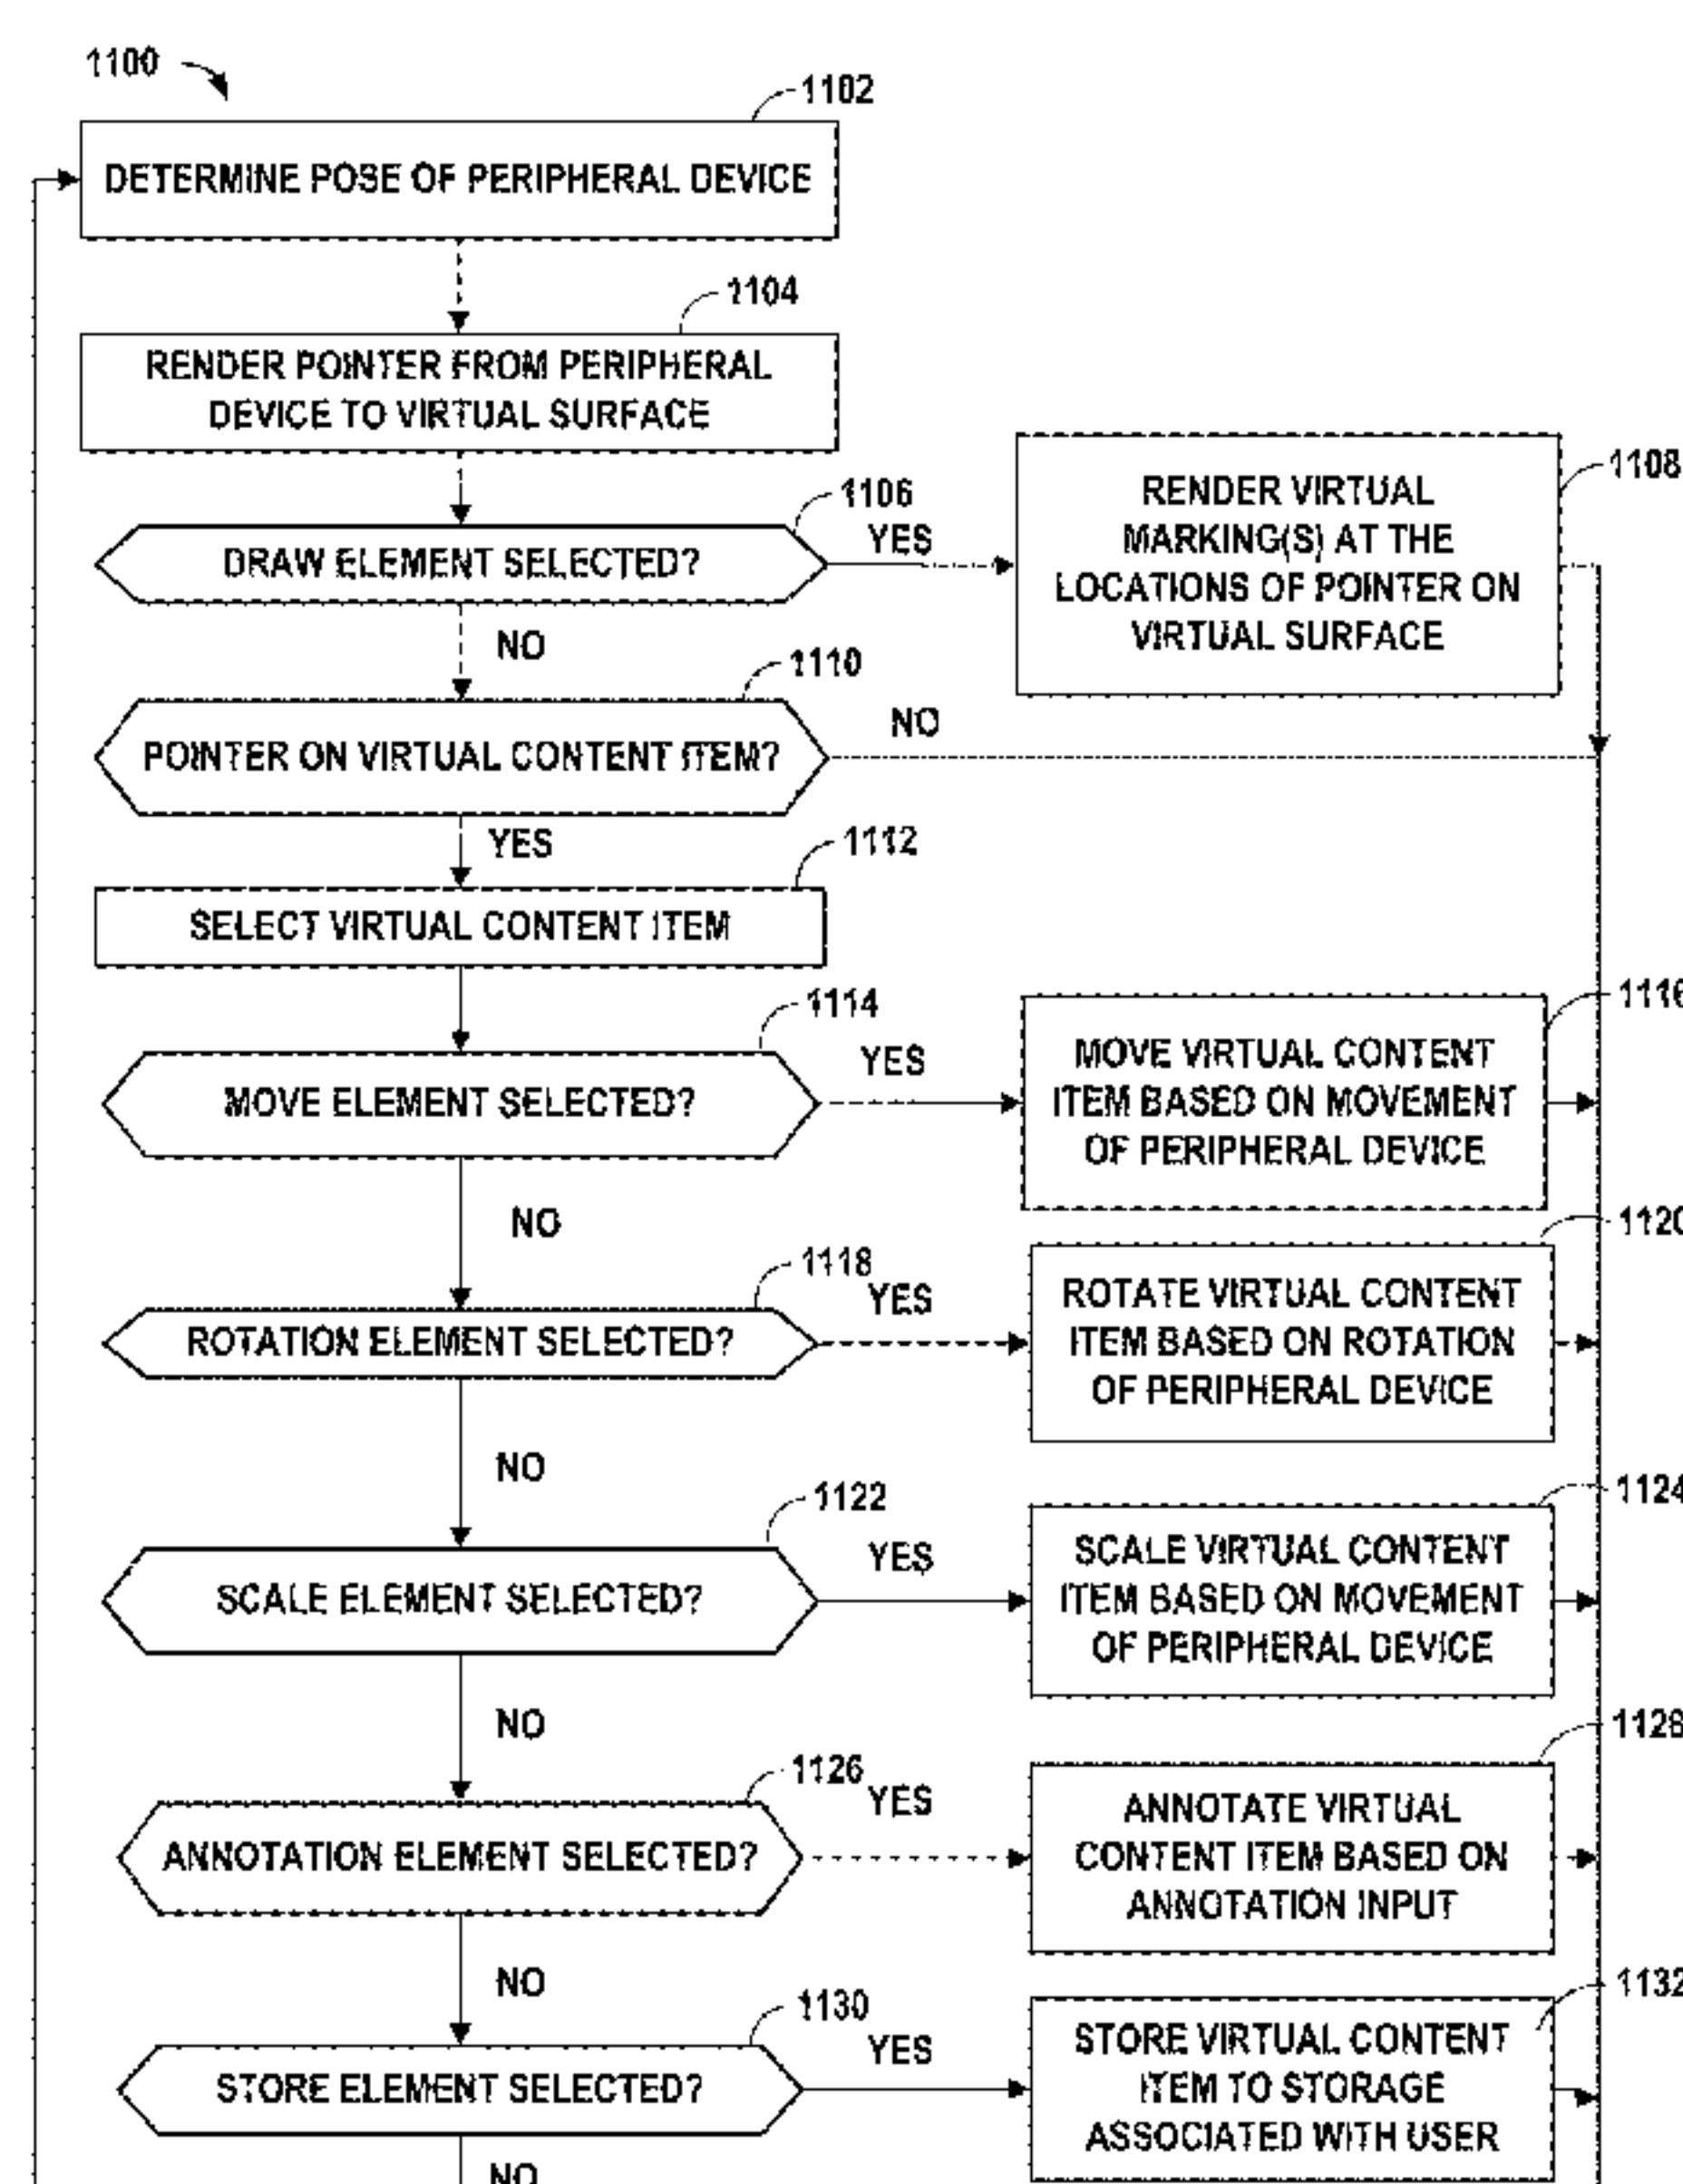 1100
1102
DETERMINE POSE OF PERIPHERAL DEVICE
1104
RENDER POINTER FROM PERIPHERAL
DEVICE TO VIRTUAL SURFACE
1106
DRAW ELEMENT SELECTED?
YES
1108
RENDER VIRTUAL
MARKING(S) AT THE
LOCATIONS OF POINTER ON
VIRTUAL SURFACE
NO
1110
POINTER ON VIRTUAL CONTENT ITEM?
NO
YES
1112
SELECT VIRTUAL CONTENT ITEM
1114
MOVE ELEMENT SELECTED?
YES
1116
MOVE VIRTUAL CONTENT
ITEM BASED ON MOVEMENT
OF PERIPHERAL DEVICE
NO
1118
ROTATION ELEMENT SELECTED?
YES
1120
ROTATE VIRTUAL CONTENT
ITEM BASED ON ROTATION
OF PERIPHERAL DEVICE
NO
1122
SCALE ELEMENT SELECTED?
YES
1124
SCALE VIRTUAL CONTENT
ITEM BASED ON MOVEMENT
OF PERIPHERAL DEVICE
NO
1126
ANNOTATION ELEMENT SELECTED?
YES
1128
ANNOTATE VIRTUAL
CONTENT ITEM BASED ON
ANNOTATION INPUT
NO
1130
STORE ELEMENT SELECTED?
YES
1132
STORE VIRTUAL CONTENT
ITEM TO STORAGE
ASSOCIATED WITH USER
NO